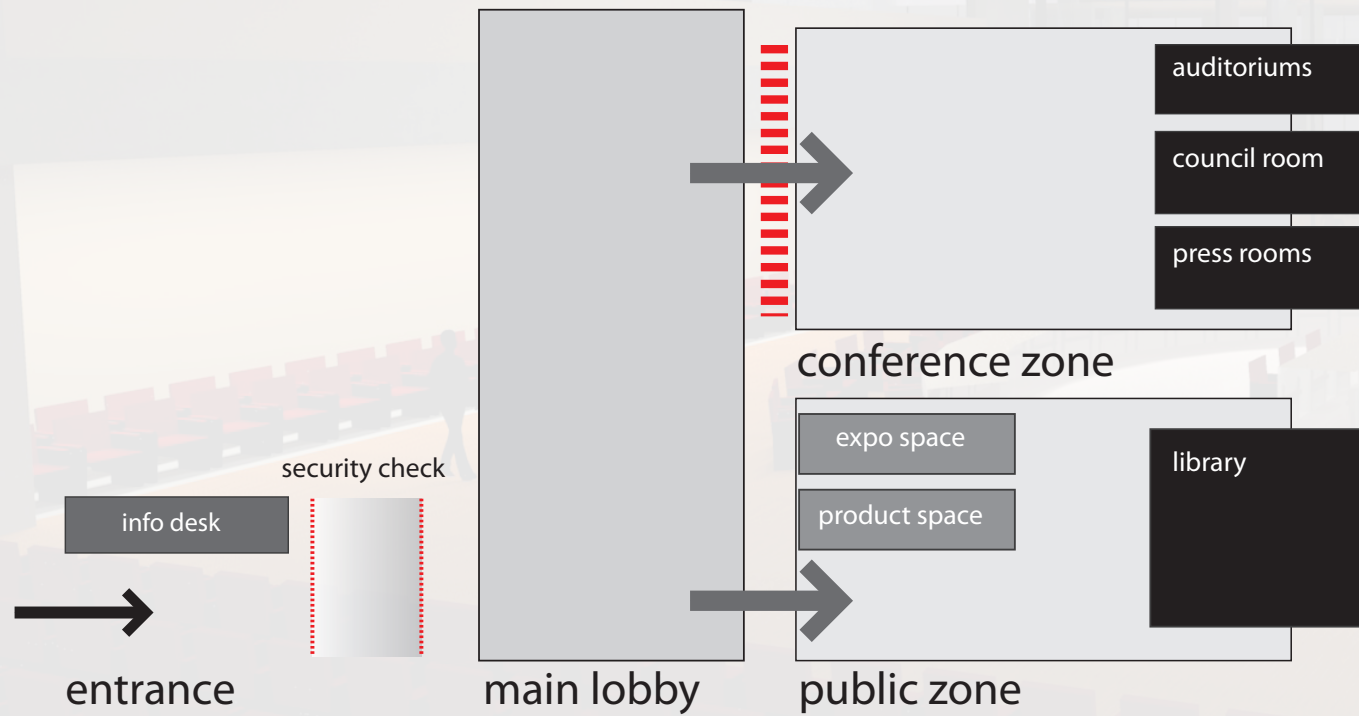 auditoriums
council room
press rooms
conference zone
expo space
product space
library
security check
info desk
entrance
main lobby
public zone